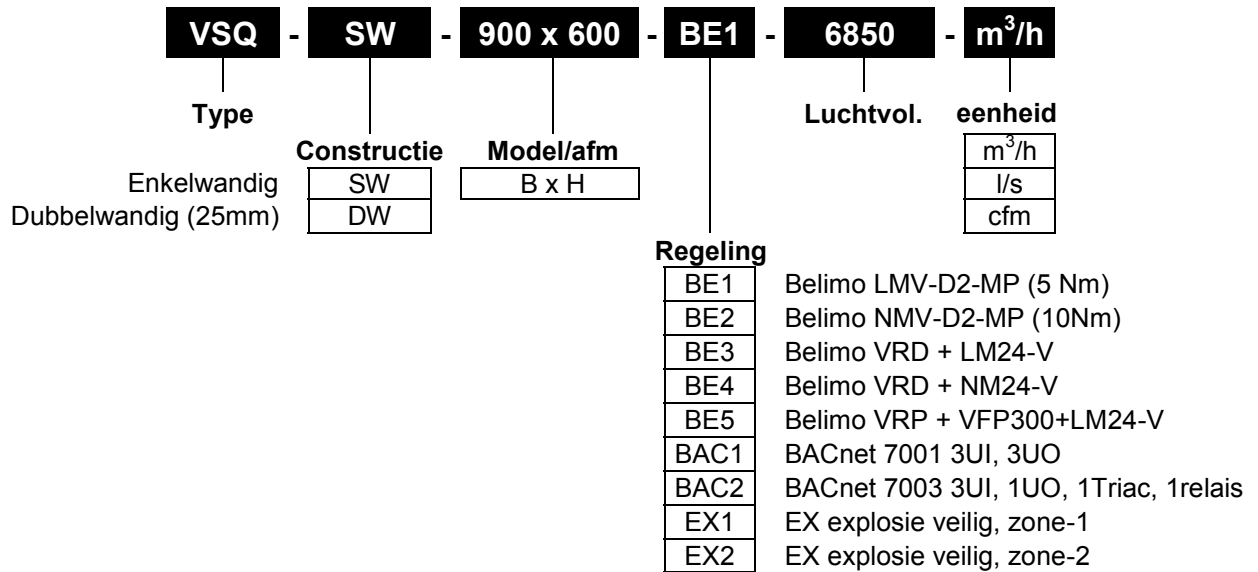 VSQ - SW - 900 x 600 - BE1 - 6850 - m³/h
Type Luchtvol. eenheid
Constructie Model/afm m³/h
Enkelwandig SW B x H l/s
Dubbelwandig (25mm) DW cfm
Regeling
BE1 Belimo LMV-D2-MP (5 Nm)
BE2 Belimo NMV-D2-MP (10Nm)
BE3 Belimo VRD + LM24-V
BE4 Belimo VRD + NM24-V
BE5 Belimo VRP + VFP300+LM24-V
BAC1 BACnet 7001 3UI, 3UO
BAC2 BACnet 7003 3UI, 1UO, 1Triac, 1relais
EX1 EX explosie veilig, zone-1
EX2 EX explosie veilig, zone-2